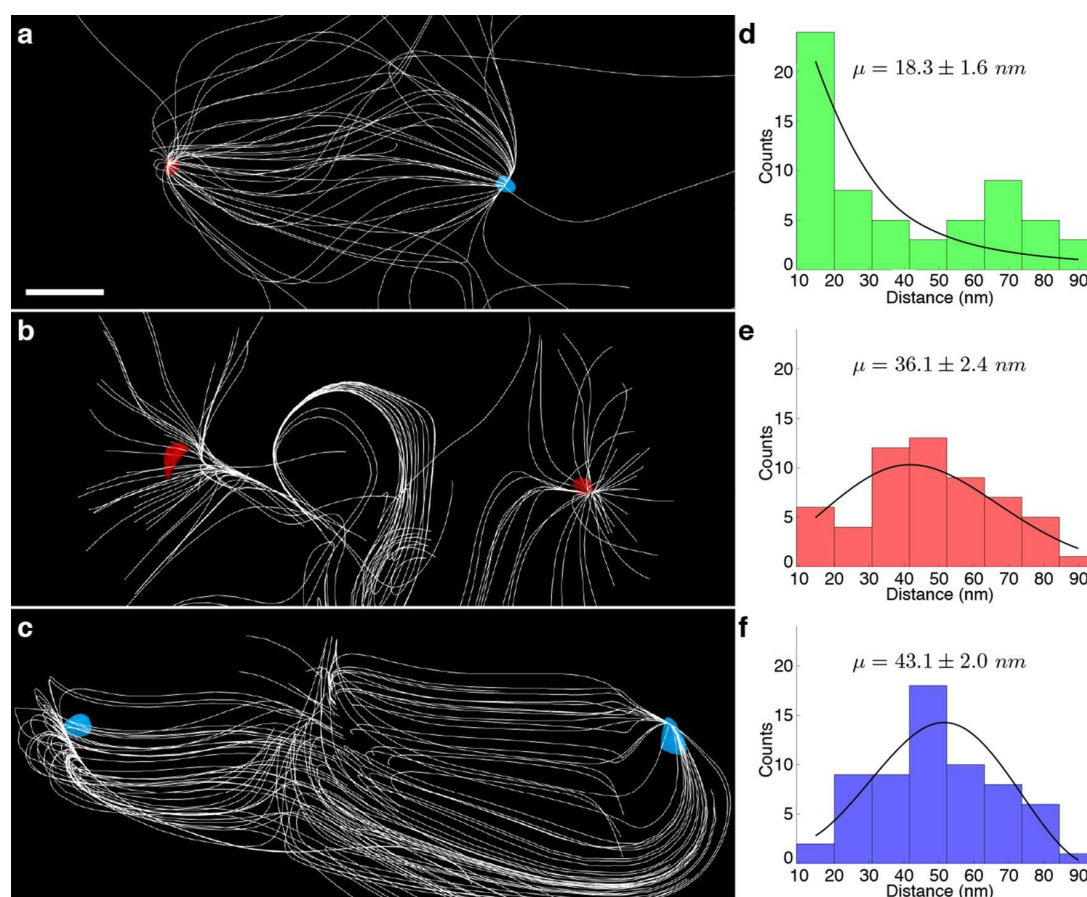 a
b
c
d
μ = 18.3 ± 1.6 nm
20
15
10
5
0
Counts
10 20 30 40 50 60 70 80 90
Distance (nm)
e
μ = 36.1 ± 2.4 nm
20
15
10
5
0
Counts
10 20 30 40 50 60 70 80 90
Distance (nm)
f
μ = 43.1 ± 2.0 nm
20
15
10
5
0
Counts
10 20 30 40 50 60 70 80 90
Distance (nm)